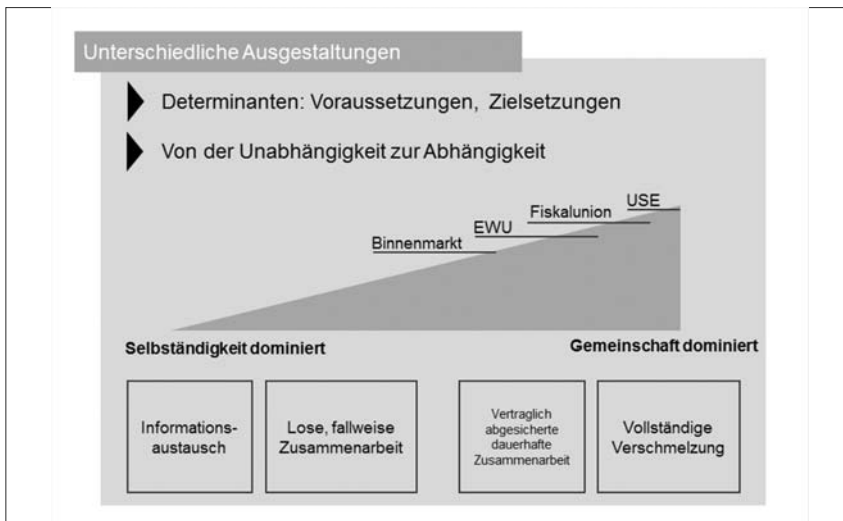 Unterschiedliche Ausgestaltungen
Determinanten: Voraussetzungen, Zielsetzungen
Von der Unabhängigkeit zur Abhängigkeit
USE
Fiskalunion
EWU
Binnenmarkt
Selbständigkeit dominiert
Gemeinschaft dominiert
Informations-
austausch
Lose, fallweise
Zusammenarbeit
Vertraglich
abgesicherte
dauerhafte
Zusammenarbeit
Vollständige
Verschmelzung